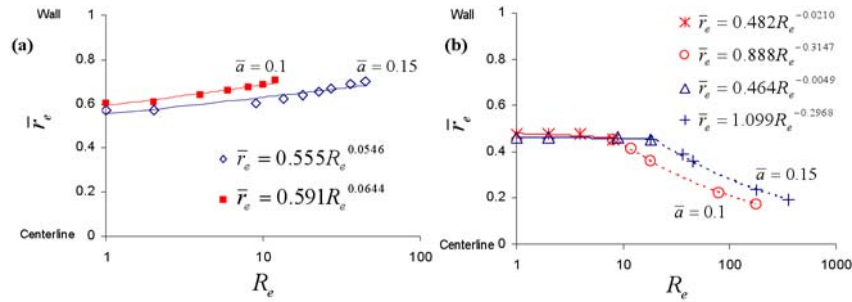 (a)
Wall
1
0.8
0.6
0.4
0.2
0
Centerline
r̄ₑ
ā = 0.1
ā = 0.15
r̄ₑ = 0.555Rₑ^0.0546
r̄ₑ = 0.591Rₑ^0.0644
1
10
100
Rₑ
(b)
Wall
1
0.8
0.6
0.4
0.2
0
Centerline
r̄ₑ
r̄ₑ = 0.482Rₑ^-0.0210
r̄ₑ = 0.888Rₑ^-0.3147
r̄ₑ = 0.464Rₑ^-0.0049
r̄ₑ = 1.099Rₑ^-0.2968
ā = 0.15
ā = 0.1
1
10
100
1000
Rₑ